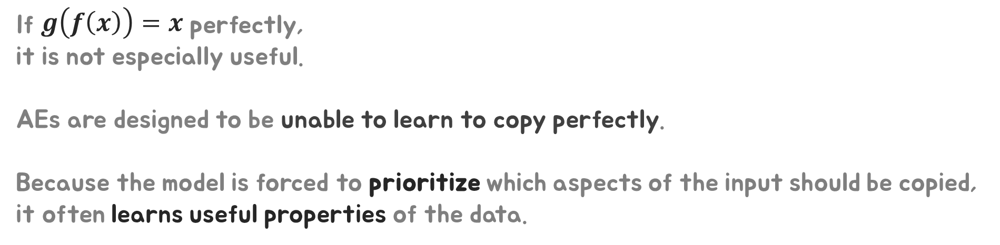 If g(f(x)) = x perfectly,
it is not especially useful.
AEs are designed to be unable to learn to copy perfectly.
Because the model is forced to prioritize which aspects of the input should be copied,
it often learns useful properties of the data.